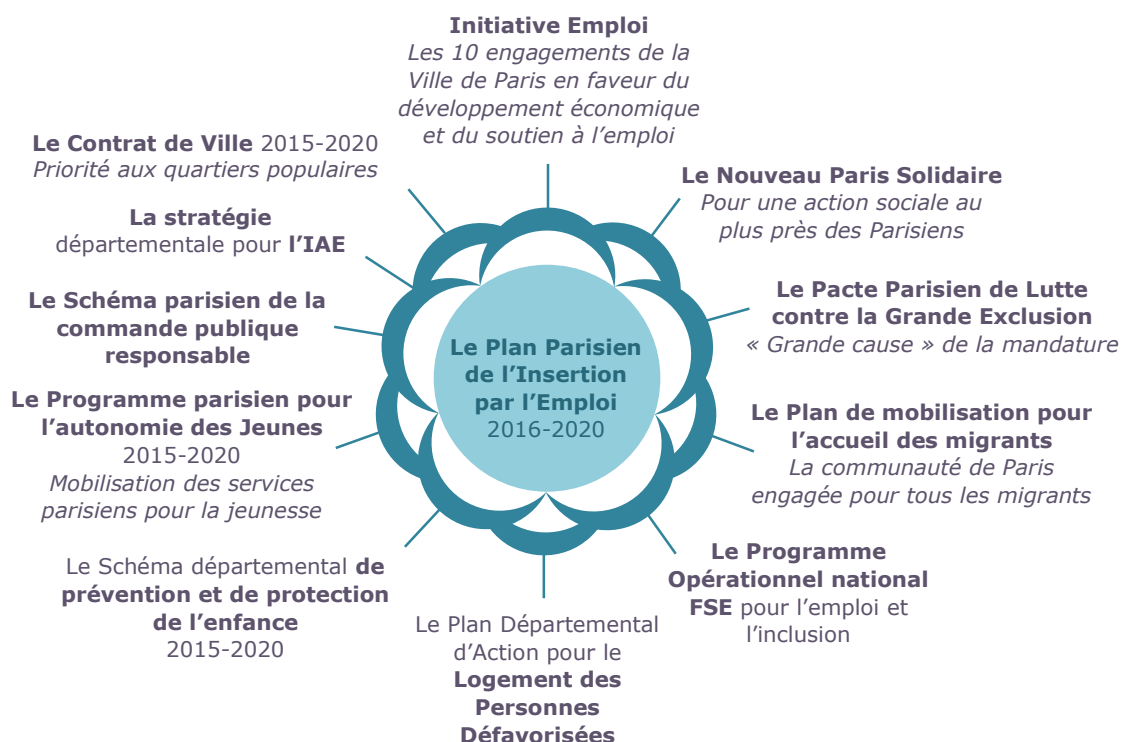 Initiative Emploi
Les 10 engagements de la
Ville de Paris en faveur du
développement économique
et du soutien à l’emploi
Le Contrat de Ville 2015-2020
Priorité aux quartiers populaires
Le Nouveau Paris Solidaire
Pour une action sociale au
plus près des Parisiens
La stratégie
départementale pour l’IAE
Le Pacte Parisien de Lutte
contre la Grande Exclusion
« Grande cause » de la mandature
Le Schéma parisien de la
commande publique
responsable
Le Plan Parisien
de l’Insertion
par l’Emploi
2016-2020
Le Programme parisien pour
l’autonomie des Jeunes
2015-2020
Mobilisation des services
parisiens pour la jeunesse
Le Plan de mobilisation pour
l’accueil des migrants
La communauté de Paris
engagée pour tous les migrants
Le Schéma départemental de
prévention et de protection
de l’enfance
2015-2020
Le Programme
Opérationnel national
FSE pour l’emploi et
l’inclusion
Le Plan Départemental
d’Action pour le
Logement des
Personnes
Défavorisées